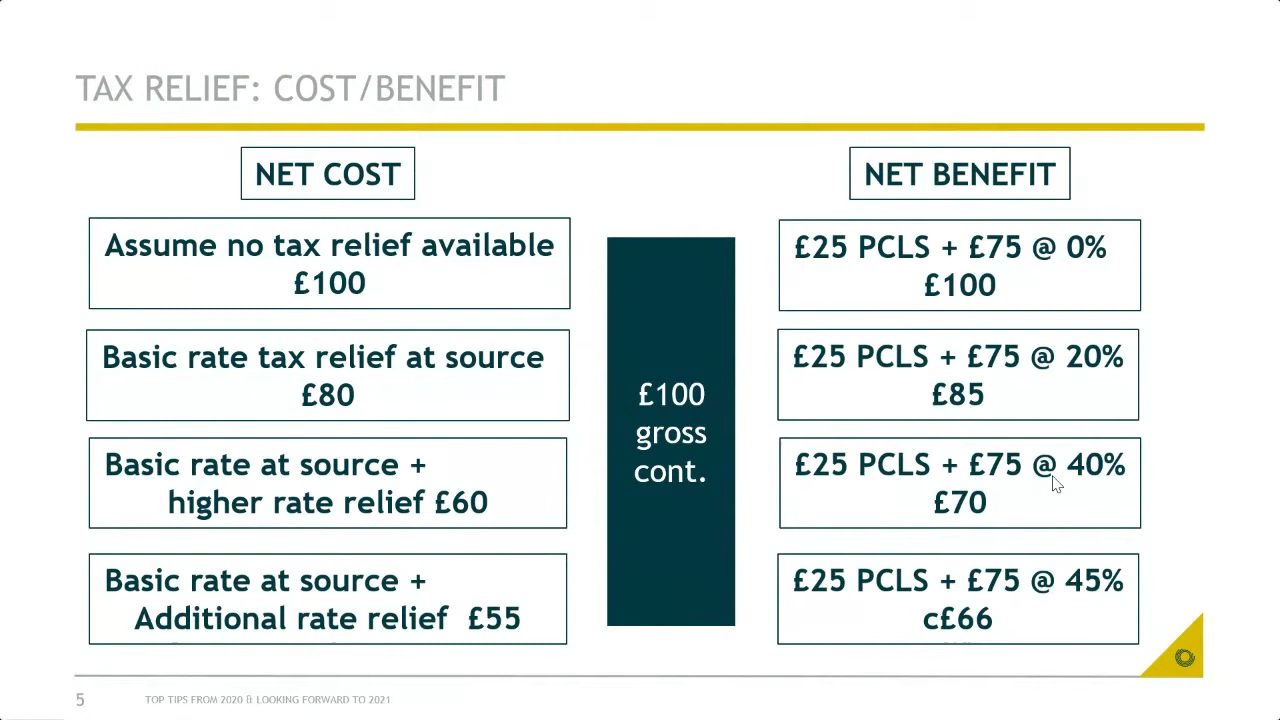 TAX RELIEF: COST/BENEFIT
NET COST
Assume no tax relief available
£100
Basic rate tax relief at source
£80
Basic rate at source +
higher rate relief £60
Basic rate at source +
Additional rate relief £55
£100
gross
cont.
NET BENEFIT
£25 PCLS + £75 @ 0%
£100
£25 PCLS + £75 @ 20%
£85
£25 PCLS + £75 @ 40%
£70
£25 PCLS + £75 @ 45%
c£66
5
TOP TIPS FROM 2020 & LOOKING FORWARD TO 2021